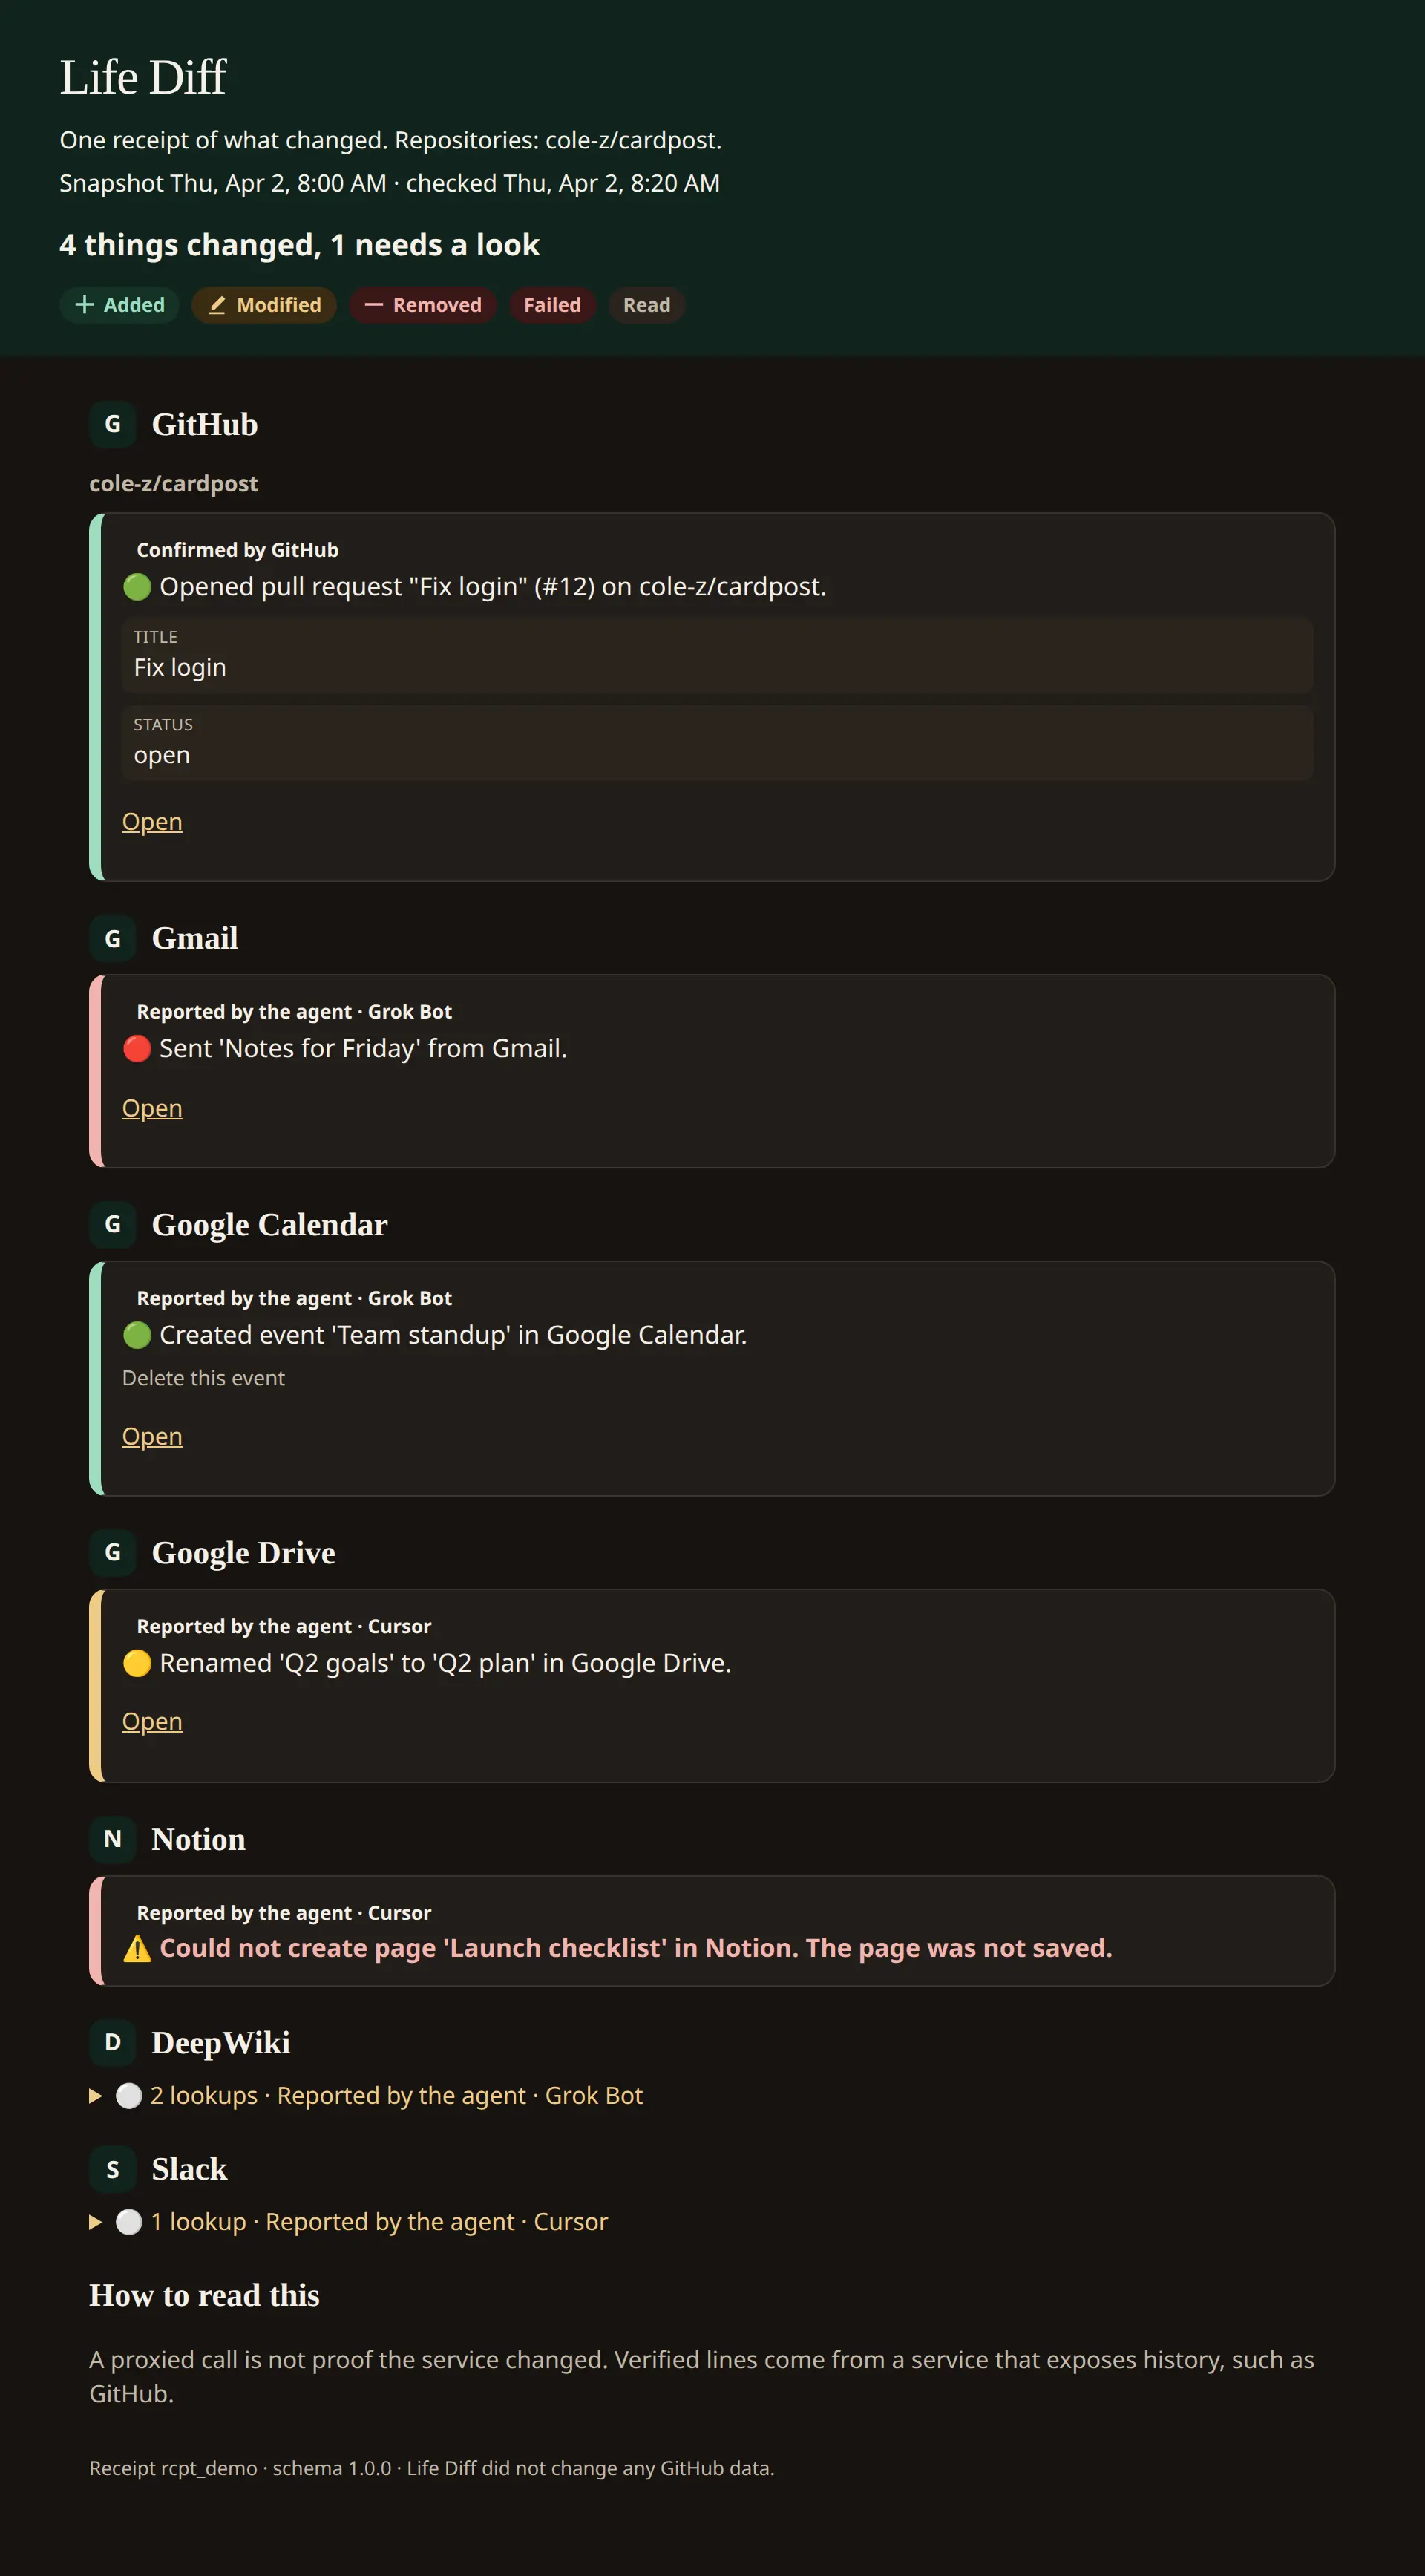 Life Diff
One receipt of what changed. Repositories: cole-z/cardpost.
Snapshot Thu, Apr 2, 8:00 AM · checked Thu, Apr 2, 8:20 AM
4 things changed, 1 needs a look
Added Modified Removed Failed Read
G GitHub
cole-z/cardpost
Confirmed by GitHub
Opened pull request "Fix login" (#12) on cole-z/cardpost.
TITLE
Fix login
STATUS
open
Open
G Gmail
Reported by the agent · Grok Bot
Sent 'Notes for Friday' from Gmail.
Open
G Google Calendar
Reported by the agent · Grok Bot
Created event 'Team standup' in Google Calendar.
Delete this event
Open
G Google Drive
Reported by the agent · Cursor
Renamed 'Q2 goals' to 'Q2 plan' in Google Drive.
Open
N Notion
Reported by the agent · Cursor
Could not create page 'Launch checklist' in Notion. The page was not saved.
D DeepWiki
2 lookups · Reported by the agent · Grok Bot
S Slack
1 lookup · Reported by the agent · Cursor
How to read this
A proxied call is not proof the service changed. Verified lines come from a service that exposes history, such as
GitHub.
Receipt rcpt_demo · schema 1.0.0 · Life Diff did not change any GitHub data.